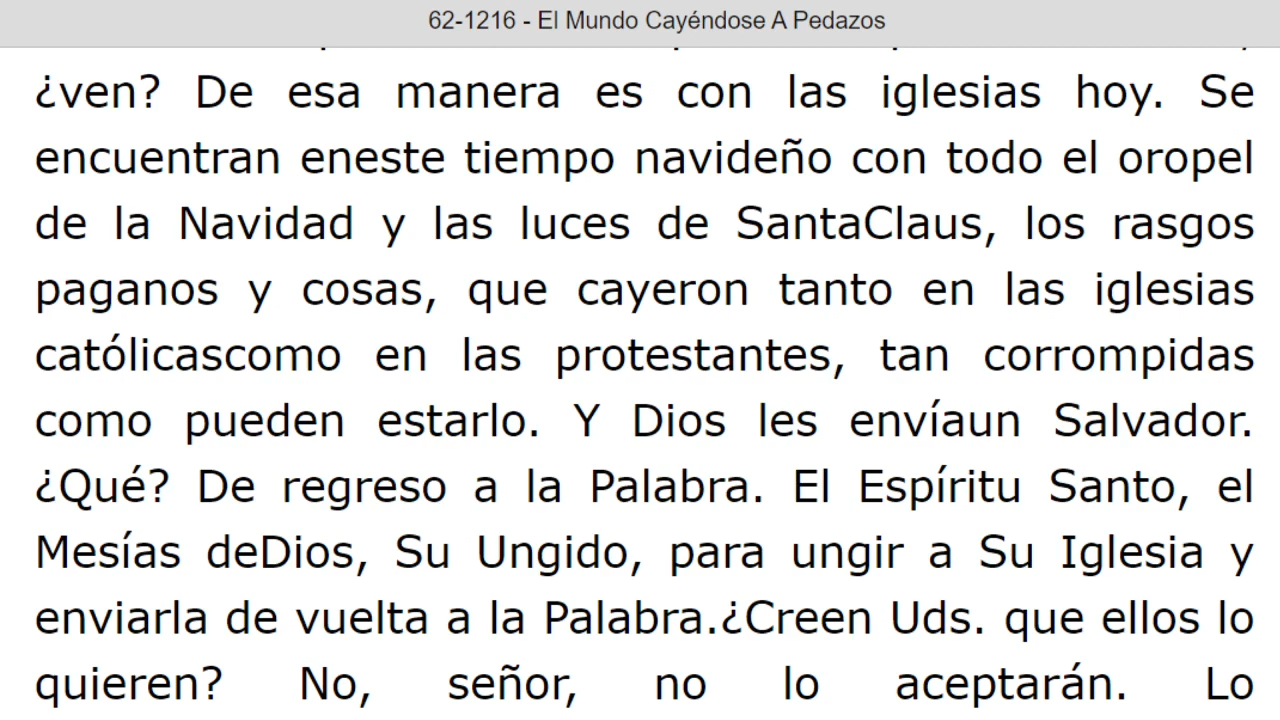 62-1216 - El Mundo Cayéndose A Pedazos
¿ven? De esa manera es con las iglesias hoy. Se
encuentran eneste tiempo navideño con todo el oropel
de la Navidad y las luces de SantaClaus, los rasgos
paganos y cosas, que cayeron tanto en las iglesias
católicascomo en las protestantes, tan corrompidas
como pueden estarlo. Y Dios les envíaun Salvador.
¿Qué? De regreso a la Palabra. El Espíritu Santo, el
Mesías deDios, Su Ungido, para ungir a Su Iglesia y
enviarla de vuelta a la Palabra.¿Creen Uds. que ellos lo
quieren? No, señor, no lo aceptarán. Lo